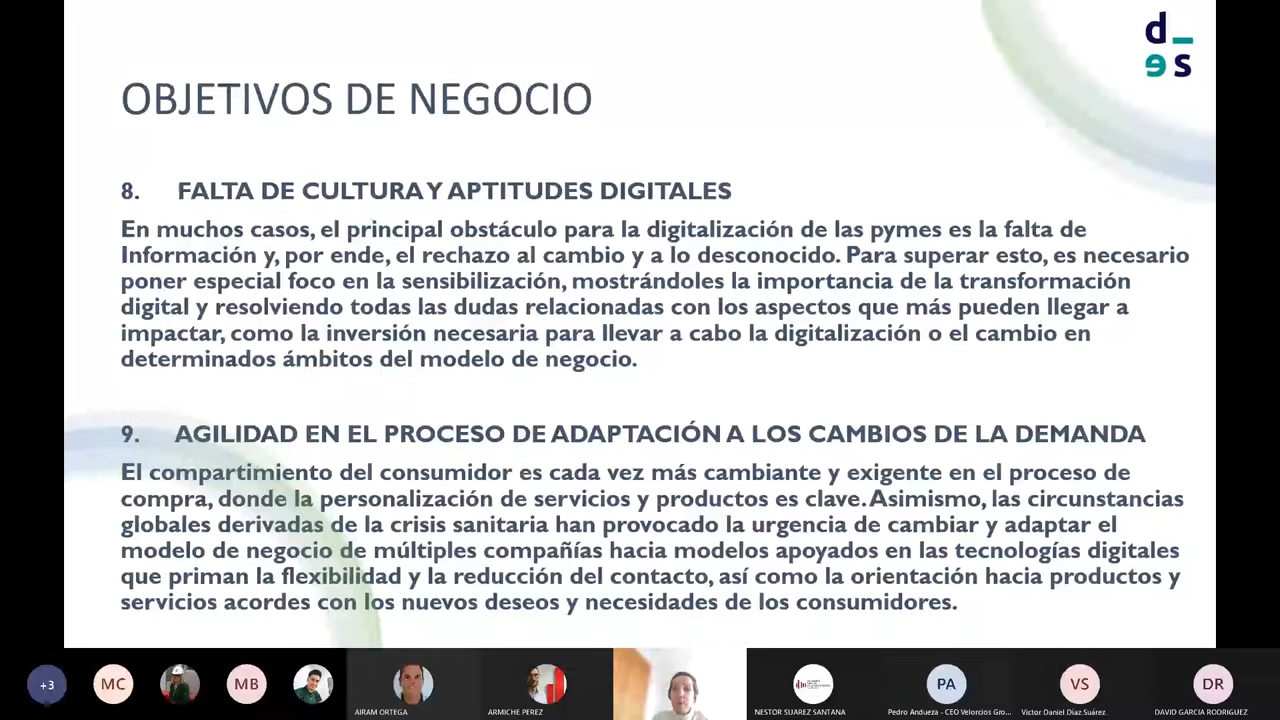 d_
es
OBJETIVOS DE NEGOCIO
8. FALTA DE CULTURA Y APTITUDES DIGITALES
En muchos casos, el principal obstáculo para la digitalización de las pymes es la falta de
Información y, por ende, el rechazo al cambio y a lo desconocido. Para superar esto, es necesario
poner especial foco en la sensibilización, mostrándoles la importancia de la transformación
digital y resolviendo todas las dudas relacionadas con los aspectos que más pueden llegar a
impactar, como la inversión necesaria para llevar a cabo la digitalización o el cambio en
determinados ámbitos del modelo de negocio.
9. AGILIDAD EN EL PROCESO DE ADAPTACIÓN A LOS CAMBIOS DE LA DEMANDA
El compartimiento del consumidor es cada vez más cambiante y exigente en el proceso de
compra, donde la personalización de servicios y productos es clave. Asimismo, las circunstancias
globales derivadas de la crisis sanitaria han provocado la urgencia de cambiar y adaptar el
modelo de negocio de múltiples compañías hacia modelos apoyados en las tecnologías digitales
que priman la flexibilidad y la reducción del contacto, así como la orientación hacia productos y
servicios acordes con los nuevos deseos y necesidades de los consumidores.
+3
MC
MB
PA
VS
DR
AIRAM ORTEGA
ARMICHE PEREZ
NESTOR SUAREZ SANTANA
Pedro Andueza - CEO Velorcios Gro...
Victor Daniel Díaz Suárez
DAVID GARCIA RODRIGUEZ